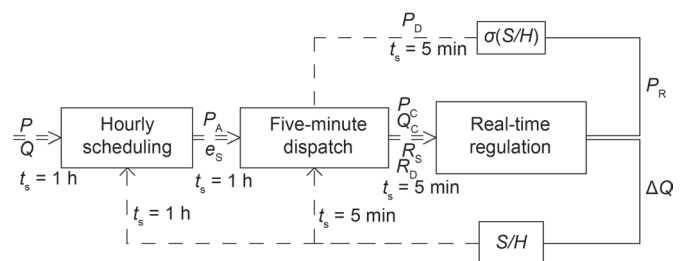 P_D
t_s = 5 min
σ(S/H)
P_R
P
Q
t_s = 1 h
Hourly
scheduling
P_A
e_S
t_s = 1 h
Five-minute
dispatch
P_C
Q_C
R_S
R_D
t_s = 5 min
Real-time
regulation
t_s = 1 h
t_s = 5 min
S/H
ΔQ